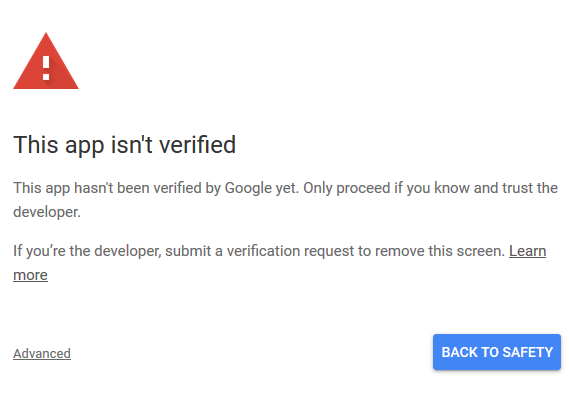 This app isn't verified
This app hasn't been verified by Google yet. Only proceed if you know and trust the
developer.
If you’re the developer, submit a verification request to remove this screen. Learn
more
Advanced
BACK TO SAFETY